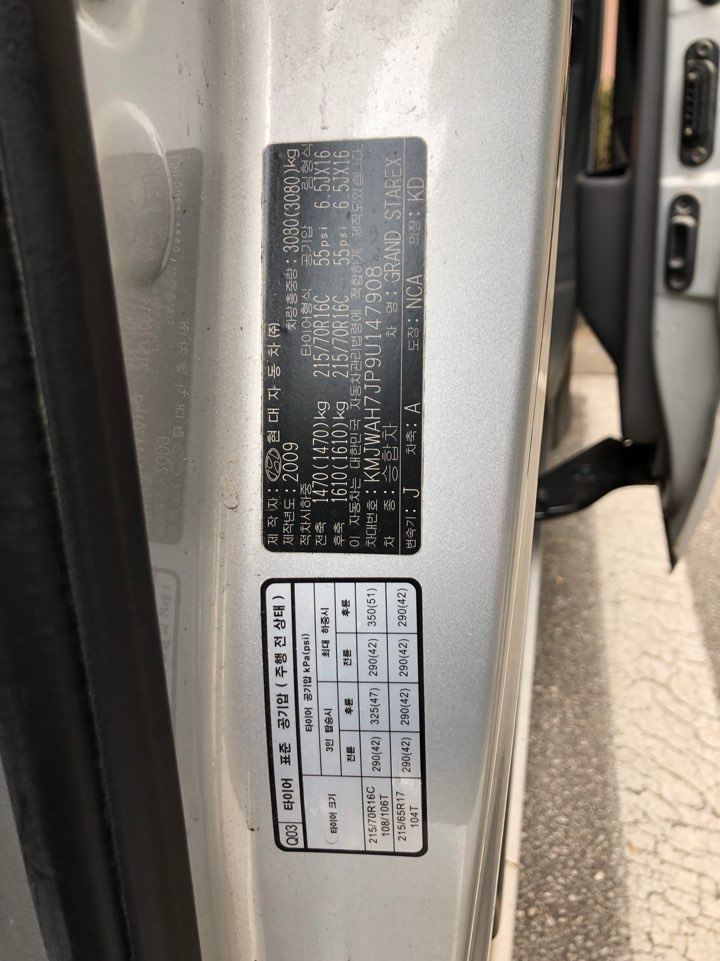 제 작 자 : 현 대 자 동 차 ㈜
제작년도 : 2009 차량총중량 : 3080(3080)kg
적차시하중 타이어형식 공기압 림형식
전축 1470(1470)kg 215/70R16C 55psi 6.5JX16
후축 1610(1610)kg 215/70R16C 55psi 6.5JX16
이 자동차는 대한민국 자동차관리법령에 적합하게 제작되었습니다.
차대번호 : KMJWAH7JP9U147908
차 종 : 승합차 차 명 : GRAND STAREX
변속기 : J 차축 : A 도장 : NCA 의장 : KD
Q03 타이어 표준 공기압 ( 주행 전 상태 )
타이어 크기 타이어 공기압 kPa(psi)
3인 탑승시 최대 하중시
전륜 후륜 전륜 후륜
215/70R16C 108/106T 290(42) 325(47) 290(42) 350(51)
215/65R17 104T 290(42) 290(42) 290(42) 290(42)